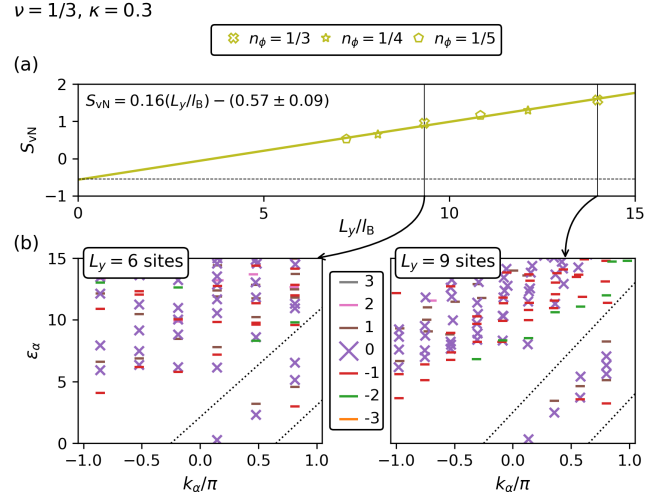 ν = 1/3, κ = 0.3
n_ϕ = 1/3 n_ϕ = 1/4 n_ϕ = 1/5
(a)
S_vN = 0.16(L_y/l_B) − (0.57 ± 0.09)
S_vN
2
1
0
−1
0 5 10 15
L_y/l_B
(b)
L_y = 6 sites
L_y = 9 sites
ε_α
15
10
5
0
−1.0 −0.5 0.0 0.5 1.0
k_α/π
3
2
1
0
-1
-2
-3
−1.0 −0.5 0.0 0.5 1.0
k_α/π